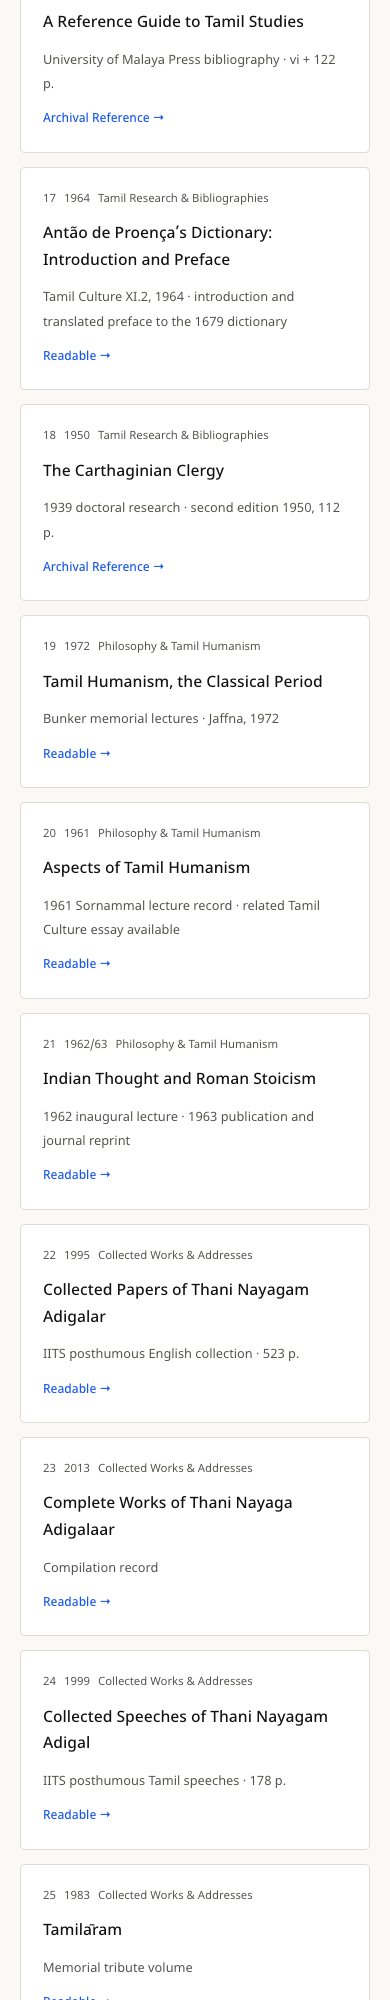 A Reference Guide to Tamil Studies
University of Malaya Press bibliography · vi + 122
p.
Archival Reference →
17 1964 Tamil Research & Bibliographies
Antão de Proença’s Dictionary:
Introduction and Preface
Tamil Culture XI.2, 1964 · introduction and
translated preface to the 1679 dictionary
Readable →
18 1950 Tamil Research & Bibliographies
The Carthaginian Clergy
1939 doctoral research · second edition 1950, 112
p.
Archival Reference →
19 1972 Philosophy & Tamil Humanism
Tamil Humanism, the Classical Period
Bunker memorial lectures · Jaffna, 1972
Readable →
20 1961 Philosophy & Tamil Humanism
Aspects of Tamil Humanism
1961 Sornammal lecture record · related Tamil
Culture essay available
Readable →
21 1962/63 Philosophy & Tamil Humanism
Indian Thought and Roman Stoicism
1962 inaugural lecture · 1963 publication and
journal reprint
Readable →
22 1995 Collected Works & Addresses
Collected Papers of Thani Nayagam
Adigalar
IITS posthumous English collection · 523 p.
Readable →
23 2013 Collected Works & Addresses
Complete Works of Thani Nayaga
Adigalaar
Compilation record
Readable →
24 1999 Collected Works & Addresses
Collected Speeches of Thani Nayagam
Adigal
IITS posthumous Tamil speeches · 178 p.
Readable →
25 1983 Collected Works & Addresses
Tamilāram
Memorial tribute volume
Readable →